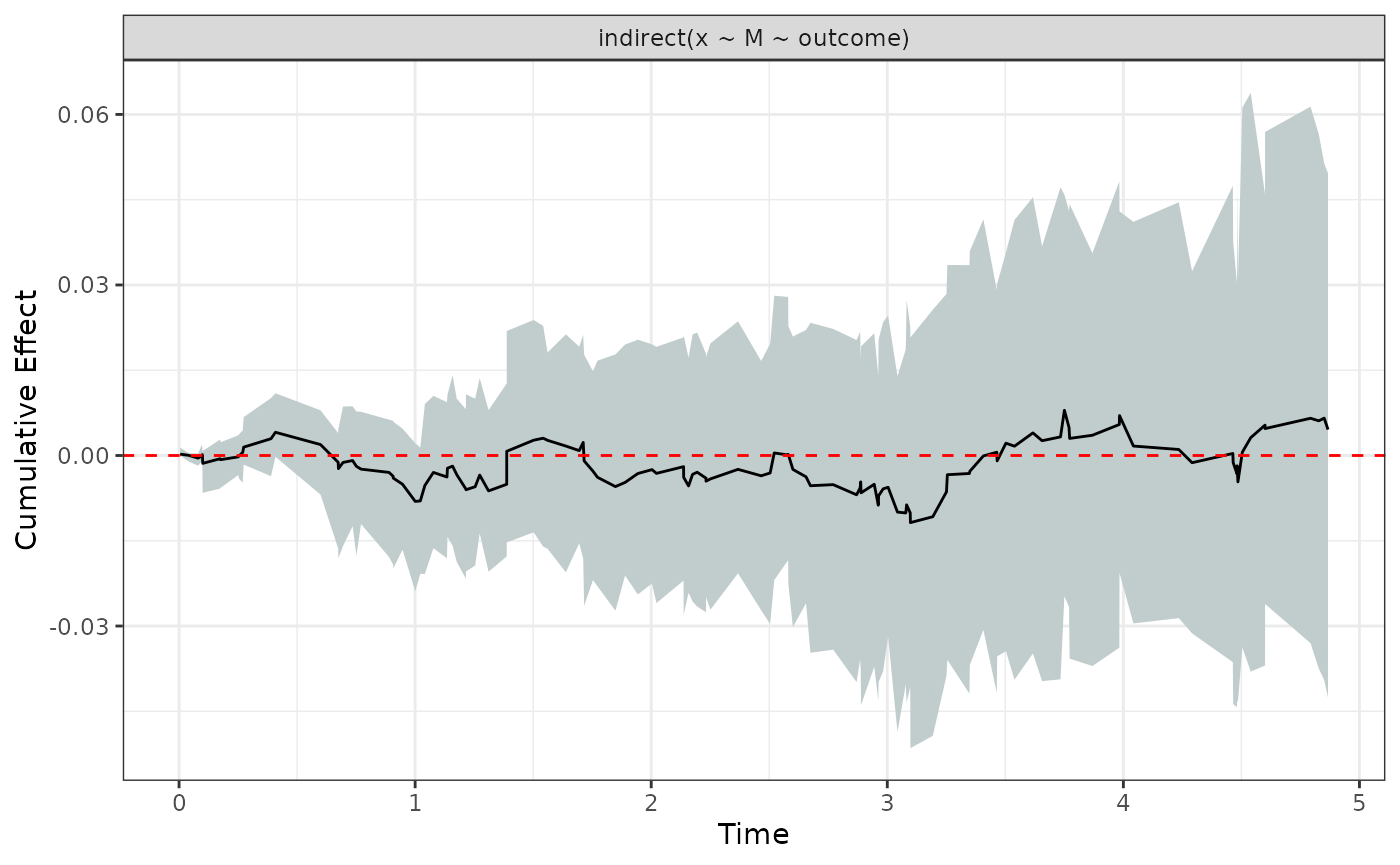 indirect(x ~ M ~ outcome)
Cumulative Effect
0.06
0.03
0.00
-0.03
0 1 2 3 4 5
Time